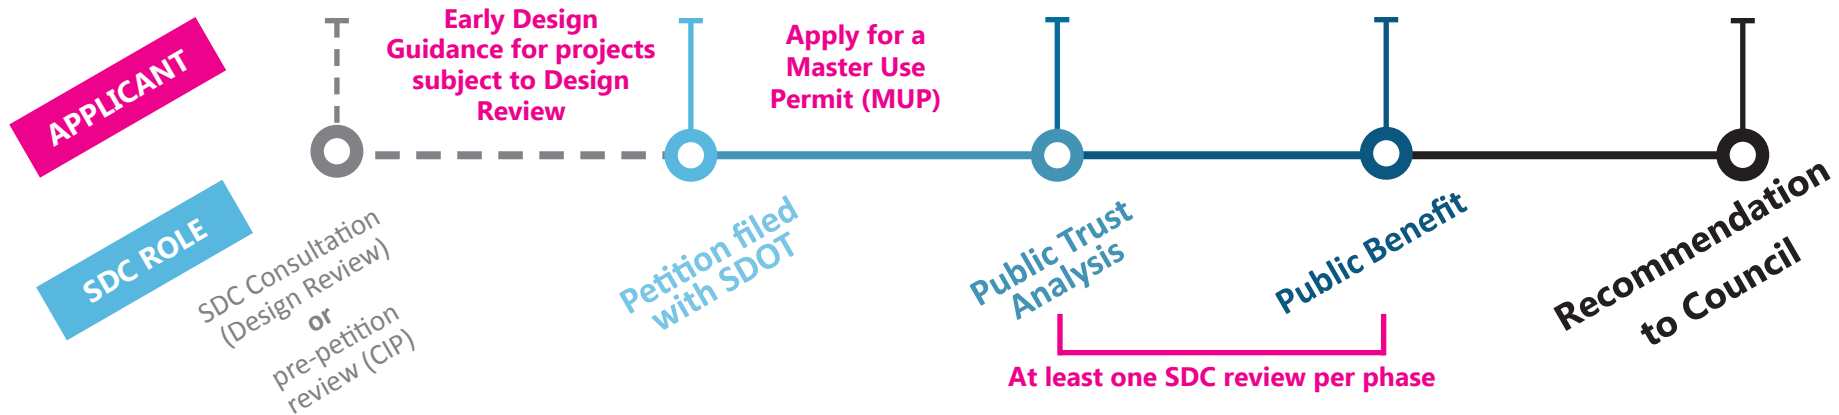 APPLICANT
Early Design
Guidance for projects
subject to Design
Review
Apply for a
Master Use
Permit (MUP)
SDC ROLE
SDC Consultation
(Design Review)
or
pre-petition
review (CIP)
Petition filed
with SDOT
Public Trust
Analysis
Public Benefit
Recommendation
to Council
At least one SDC review per phase